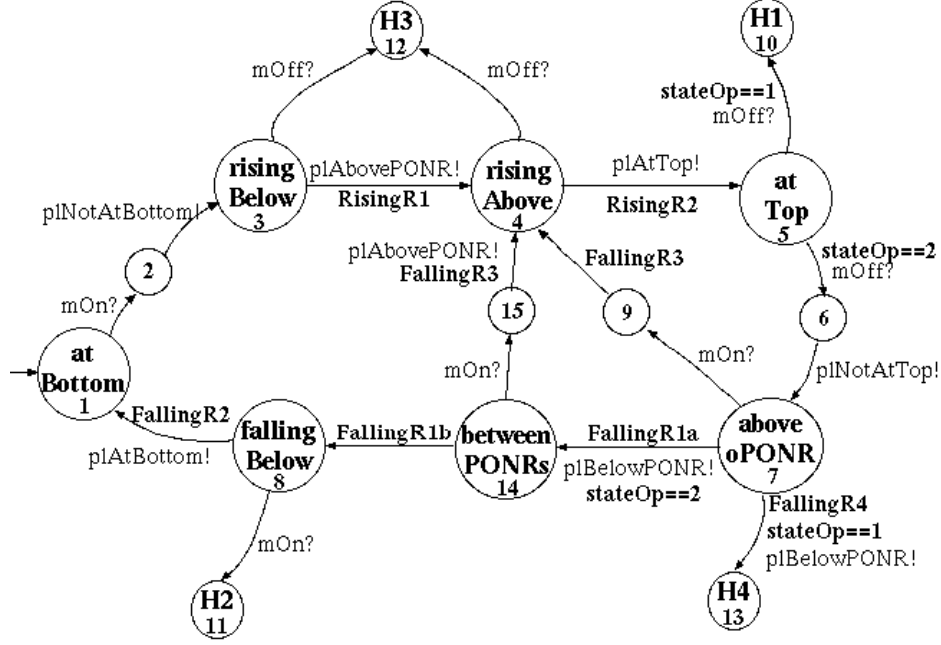 H3
12
H1
10
mOff?
mOff?
stateOp==1
mOff?
rising
Below
3
plAbovePONR!
RisingR1
rising
Above
4
plAtTop!
RisingR2
at
Top
5
plNotAtBottom!
stateOp==2
mOff?
2
plAbovePONR!
FallingR3
FallingR3
mOn?
15
9
6
at
Bottom
1
mOn?
mOn?
plNotAtTop!
FallingR2
plAtBottom!
falling
Below
8
FallingR1b
between
PONRs
14
FallingR1a
plBelowPONR!
stateOp==2
above
oPONR
7
FallingR4
stateOp==1
plBelowPONR!
mOn?
H2
11
H4
13